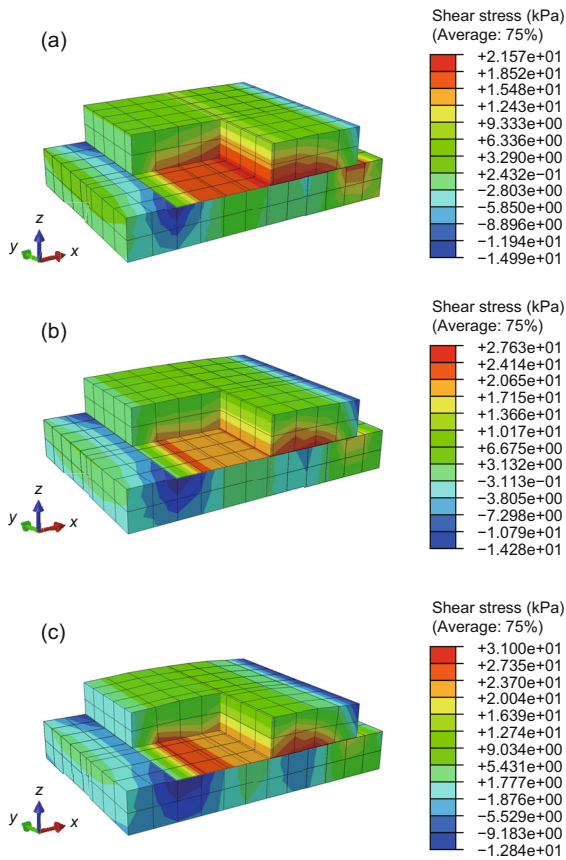 (a)
Shear stress (kPa)
(Average: 75%)
+2.157e+01
+1.852e+01
+1.548e+01
+1.243e+01
+9.333e+00
+6.336e+00
+3.290e+00
+2.432e−01
−2.803e+00
−5.850e+00
−8.896e+00
−1.194e+01
−1.499e+01
z
y
x
(b)
Shear stress (kPa)
(Average: 75%)
+2.763e+01
+2.414e+01
+2.065e+01
+1.715e+01
+1.366e+01
+1.017e+01
+6.675e+00
+3.132e+00
−3.113e−01
−3.805e+00
−7.298e+00
−1.079e+01
−1.428e+01
z
y
x
(c)
Shear stress (kPa)
(Average: 75%)
+3.100e+01
+2.735e+01
+2.370e+01
+2.004e+01
+1.639e+01
+1.274e+01
+9.034e+00
+5.431e+00
+1.777e+00
−1.876e+00
−5.529e+00
−9.183e+00
−1.284e+01
z
y
x